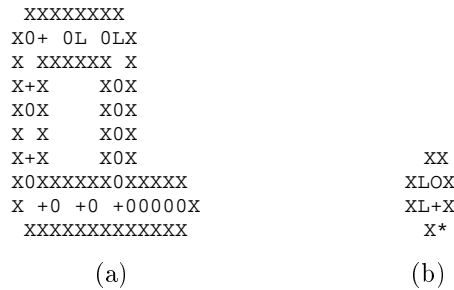 XXXXXXXX
X0+ 0L 0LX
X XXXXXX X
X+X    X0X
X0X    X0X
X X    X0X
X+X    X0X                      XX
X0XXXXXX0XXXXX                 XLOX
X +0 +0 +00000X                XL+X
 XXXXXXXXXXXXX                  X*
(a) (b)